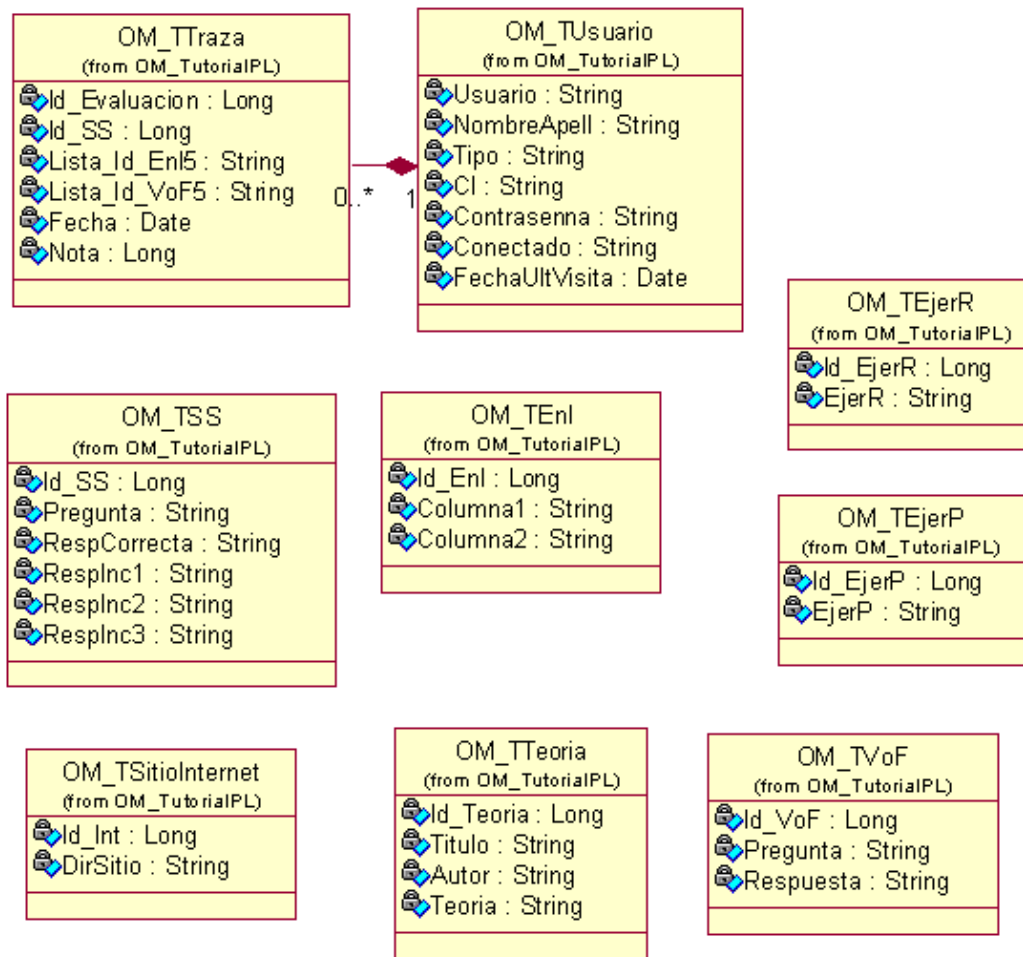 OM_TTraza
(from OM_TutorialPL)
Id_Evaluacion : Long
Id_SS : Long
Lista_Id_Enl5 : String
Lista_Id_VoF5 : String
Fecha : Date
Nota : Long
0..*
1
OM_TUsuario
(from OM_TutorialPL)
Usuario : String
NombreApell : String
Tipo : String
CI : String
Contrasenna : String
Conectado : String
FechaUltVisita : Date
OM_TEjerR
(from OM_TutorialPL)
Id_EjerR : Long
EjerR : String
OM_TSS
(from OM_TutorialPL)
Id_SS : Long
Pregunta : String
RespCorrecta : String
RespInc1 : String
RespInc2 : String
RespInc3 : String
OM_TEnl
(from OM_TutorialPL)
Id_Enl : Long
Columna1 : String
Columna2 : String
OM_TEjerP
(from OM_TutorialPL)
Id_EjerP : Long
EjerP : String
OM_TSitioInternet
(from OM_TutorialPL)
Id_Int : Long
DirSitio : String
OM_TTeoria
(from OM_TutorialPL)
Id_Teoria : Long
Titulo : String
Autor : String
Teoria : String
OM_TVoF
(from OM_TutorialPL)
Id_VoF : Long
Pregunta : String
Respuesta : String